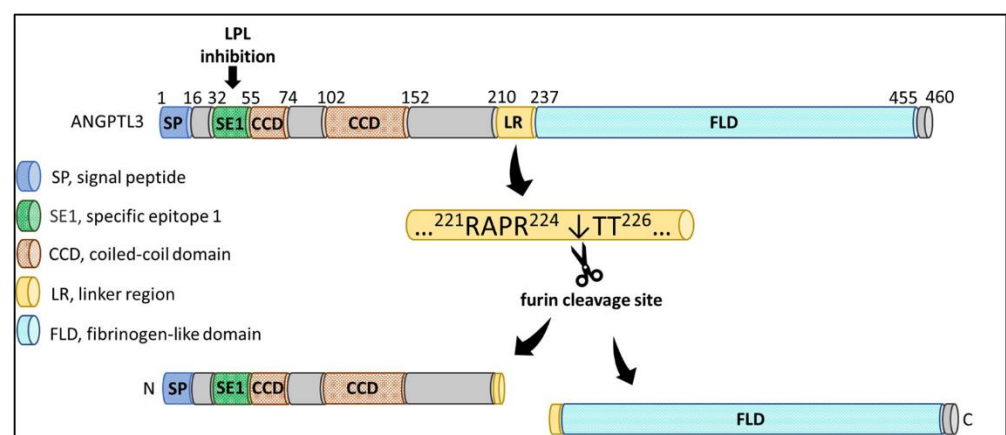 LPL
inhibition
1 16 32 55 74 102 152 210 237 455 460
ANGPTL3 SP SE1 CCD CCD LR FLD
SP, signal peptide
SE1, specific epitope 1
CCD, coiled-coil domain
LR, linker region
FLD, fibrinogen-like domain
...²²¹RAPR²²⁴ ↓ TT²²⁶...
furin cleavage site
N SP SE1 CCD CCD
FLD C